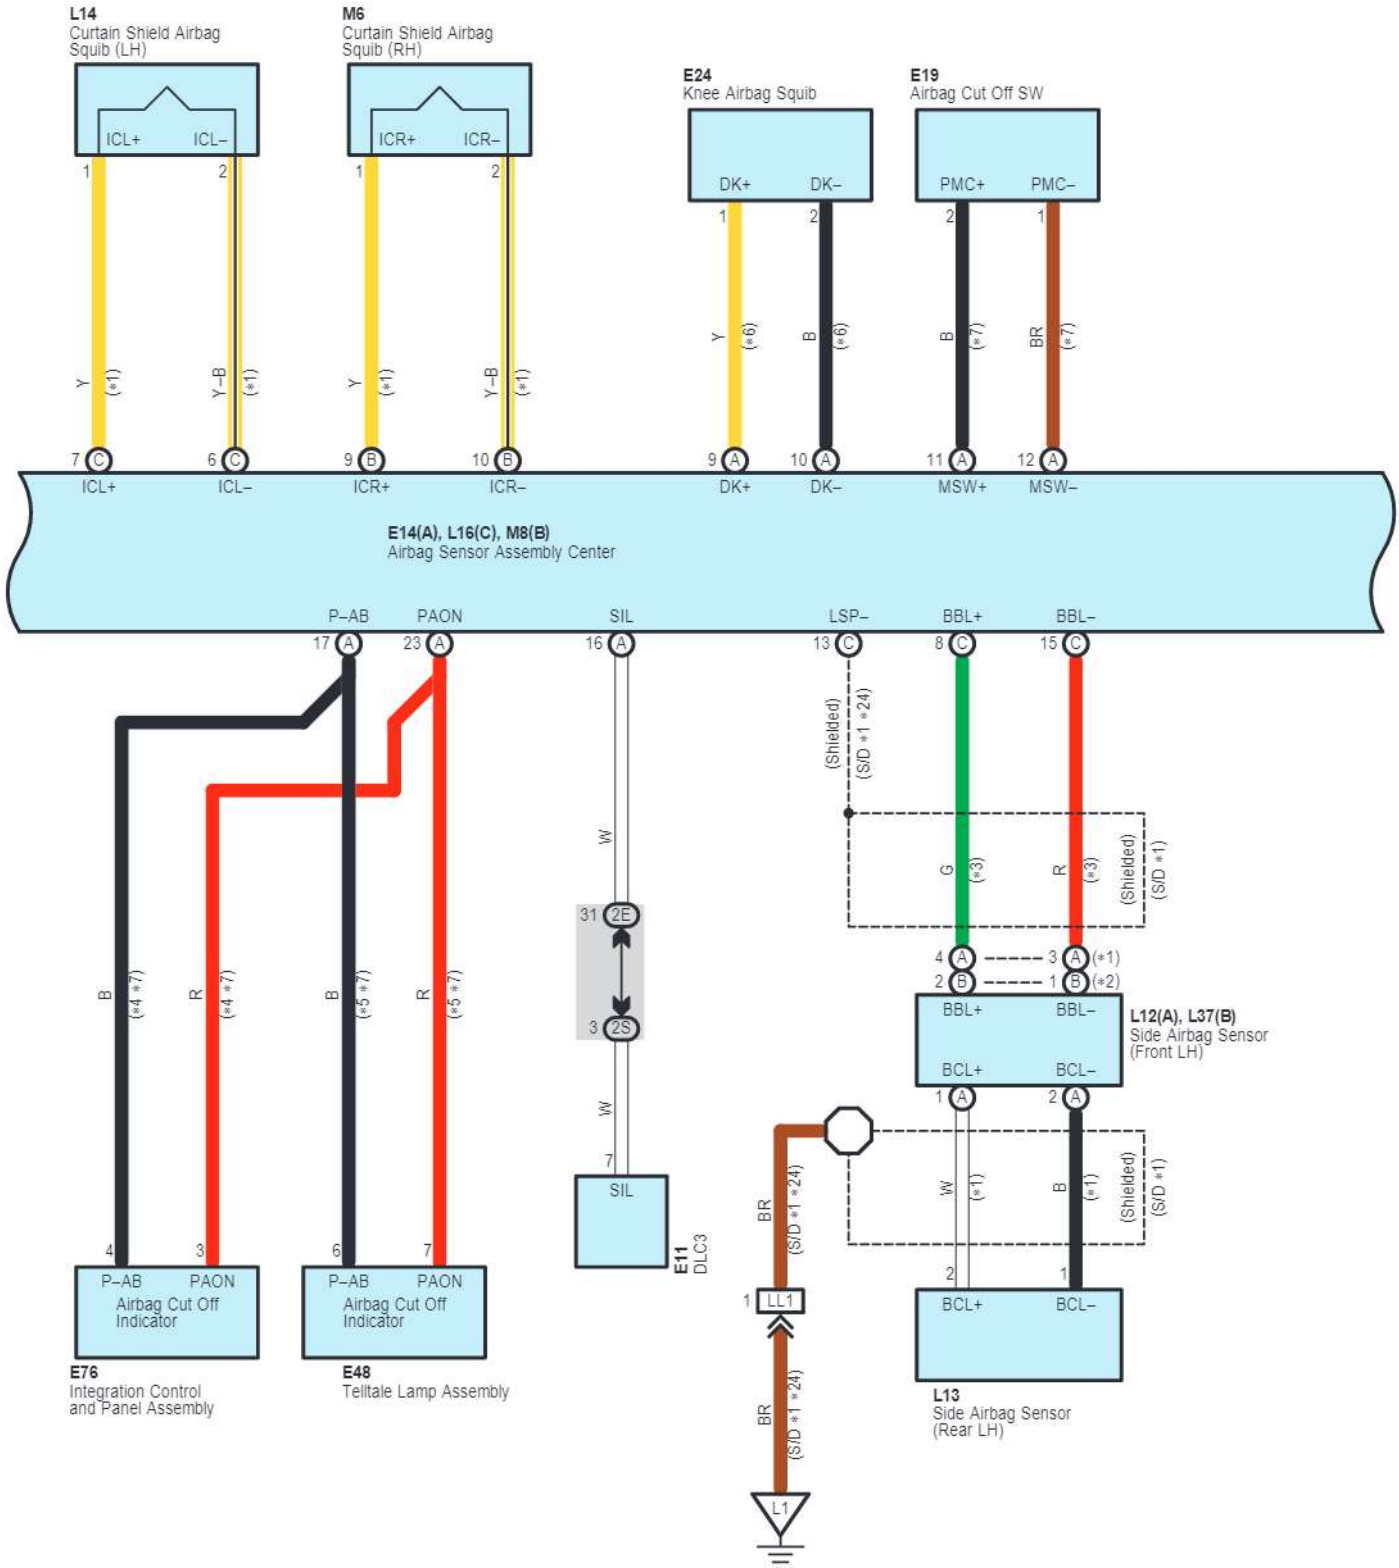 L14
Curtain Shield Airbag
Squib (LH)
M6
Curtain Shield Airbag
Squib (RH)
E24
Knee Airbag Squib
E19
Airbag Cut Off SW
ICL+ ICL–
ICR+ ICR–
DK+ DK–
PMC+ PMC–
1 2 1 2
1 2 2 1
Y (*1) Y–B (*1) Y (*1) Y–B (*1)
Y (*6) B (*6) B (*7) BR (*7)
7 C 6 C 9 B 10 B 9 A 10 A 11 A 12 A
ICL+ ICL– ICR+ ICR– DK+ DK– MSW+ MSW–
E14(A), L16(C), M8(B)
Airbag Sensor Assembly Center
P–AB PAON SIL LSP– BBL+ BBL–
17 A 23 A 16 A 13 C 8 C 15 C
(Shielded)
(S/D *1 *24)
W
G (*3) R (*3)
(Shielded)
(S/D *1)
31 2E
3 2S
B (*4 *7) R (*4 *7) B (*5 *7) R (*5 *7)
4 A 3 A (*1)
2 B 1 B (*2)
BBL+ BBL–
L12(A), L37(B)
Side Airbag Sensor
(Front LH)
BCL+ BCL–
1 A 2 A
W
7
SIL
E11
DLC3
BR (S/D *1 *24)
W (*1) B (*1)
(Shielded)
(S/D *1)
4 3 6 7
P–AB PAON
Airbag Cut Off
Indicator
P–AB PAON
Airbag Cut Off
Indicator
2 1
BCL+ BCL–
1 LL1
E76
Integration Control
and Panel Assembly
E48
Telltale Lamp Assembly
BR (S/D *1 *24)
L13
Side Airbag Sensor
(Rear LH)
L1